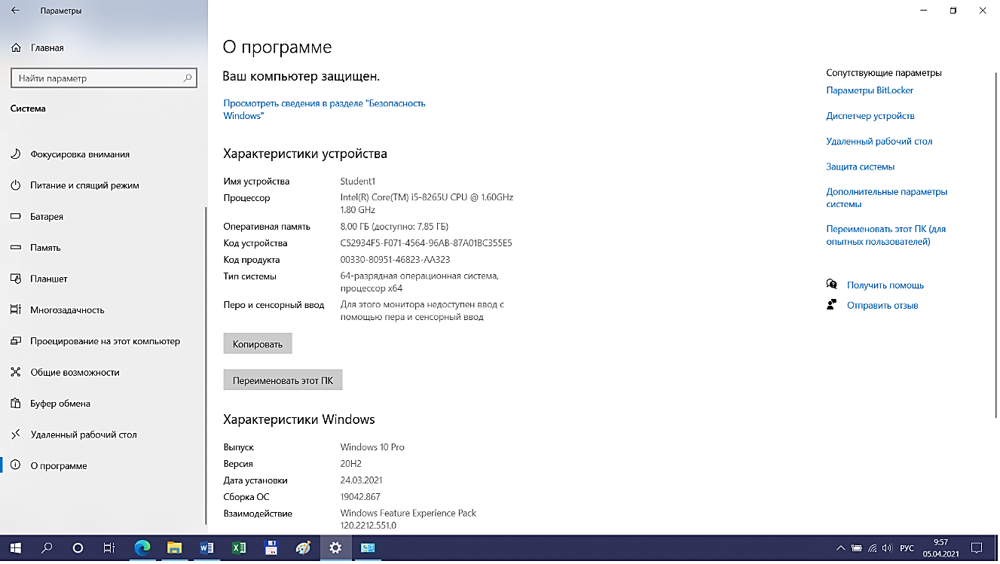 Параметры
Главная
Найти параметр
Система
Фокусировка внимания
Питание и спящий режим
Батарея
Память
Планшет
Многозадачность
Проецирование на этот компьютер
Общие возможности
Буфер обмена
Удаленный рабочий стол
О программе
О программе
Ваш компьютер защищен.
Просмотреть сведения в разделе "Безопасность
Windows"
Характеристики устройства
Имя устройства Student1
Процессор Intel(R) Core(TM) i5-8265U CPU @ 1.60GHz
1.80 GHz
Оперативная память 8,00 ГБ (доступно: 7,85 ГБ)
Код устройства C52934F5-F071-4564-96AB-87A01BC355E5
Код продукта 00330-80951-46823-AA323
Тип системы 64-разрядная операционная система,
процессор x64
Перо и сенсорный ввод Для этого монитора недоступен ввод с
помощью пера и сенсорный ввод
Копировать
Переименовать этот ПК
Характеристики Windows
Выпуск Windows 10 Pro
Версия 20H2
Дата установки 24.03.2021
Сборка ОС 19042.867
Взаимодействие Windows Feature Experience Pack
120.2212.551.0
Сопутствующие параметры
Параметры BitLocker
Диспетчер устройств
Удаленный рабочий стол
Защита системы
Дополнительные параметры
системы
Переименовать этот ПК (для
опытных пользователей)
Получить помощь
Отправить отзыв
РУС
9:57
05.04.2021